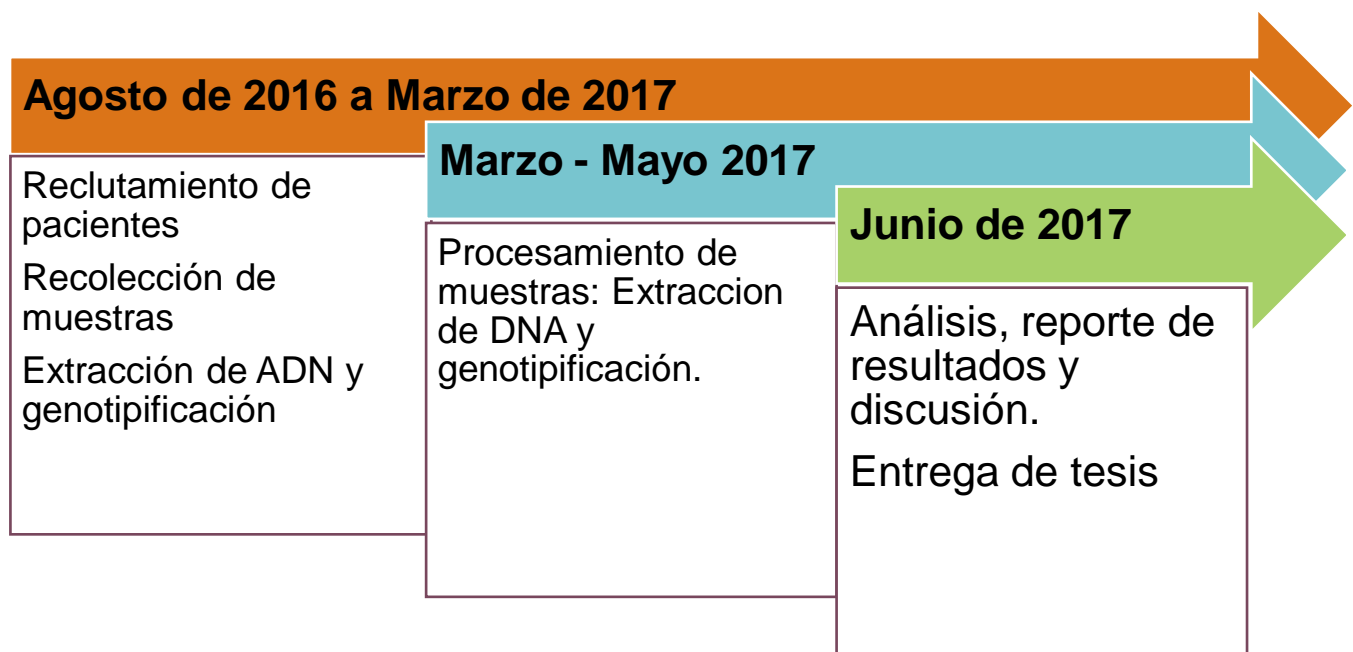 Agosto de 2016 a Marzo de 2017
Reclutamiento de
pacientes
Recolección de
muestras
Extracción de ADN y
genotipificación
Marzo - Mayo 2017
Procesamiento de
muestras: Extraccion
de DNA y
genotipificación.
Junio de 2017
Análisis, reporte de
resultados y
discusión.
Entrega de tesis